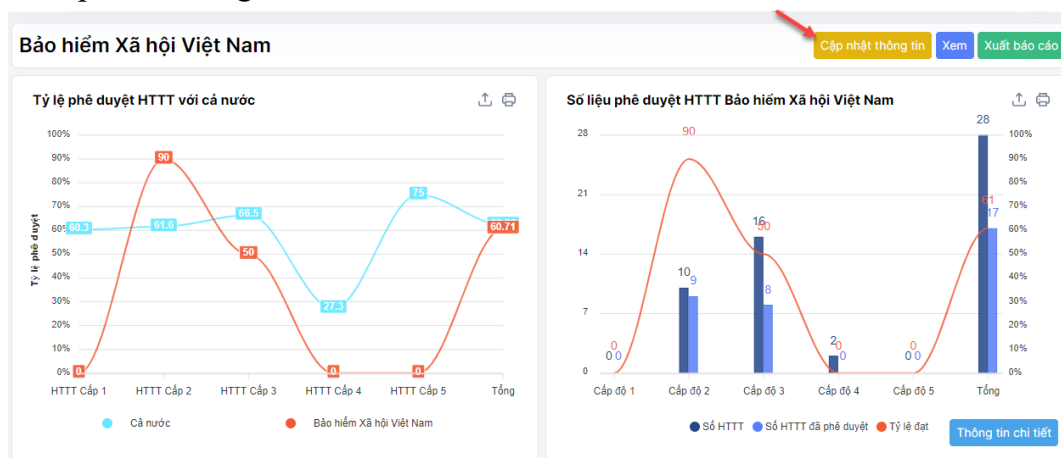 Bảo hiểm Xã hội Việt Nam
Cập nhật thông tin
Xem
Xuất báo cáo
Tỷ lệ phê duyệt HTTT với cả nước
100%
90%
80%
70%
60%
50%
40%
30%
20%
10%
0%
Tỷ lệ phê duyệt
60.3
61.6
66.5
27.3
75
0
90
50
0
0
60.71
HTTT Cấp 1
HTTT Cấp 2
HTTT Cấp 3
HTTT Cấp 4
HTTT Cấp 5
Tổng
Cả nước
Bảo hiểm Xã hội Việt Nam
Số liệu phê duyệt HTTT Bảo hiểm Xã hội Việt Nam
28
21
14
7
0
100%
90%
80%
70%
60%
50%
40%
30%
20%
10%
0%
0
0 0
90
10
9
16
50
8
2
0
0
0
0 0
28
61
17
Cấp độ 1
Cấp độ 2
Cấp độ 3
Cấp độ 4
Cấp độ 5
Tổng
Số HTTT
Số HTTT đã phê duyệt
Tỷ lệ đạt
Thông tin chi tiết